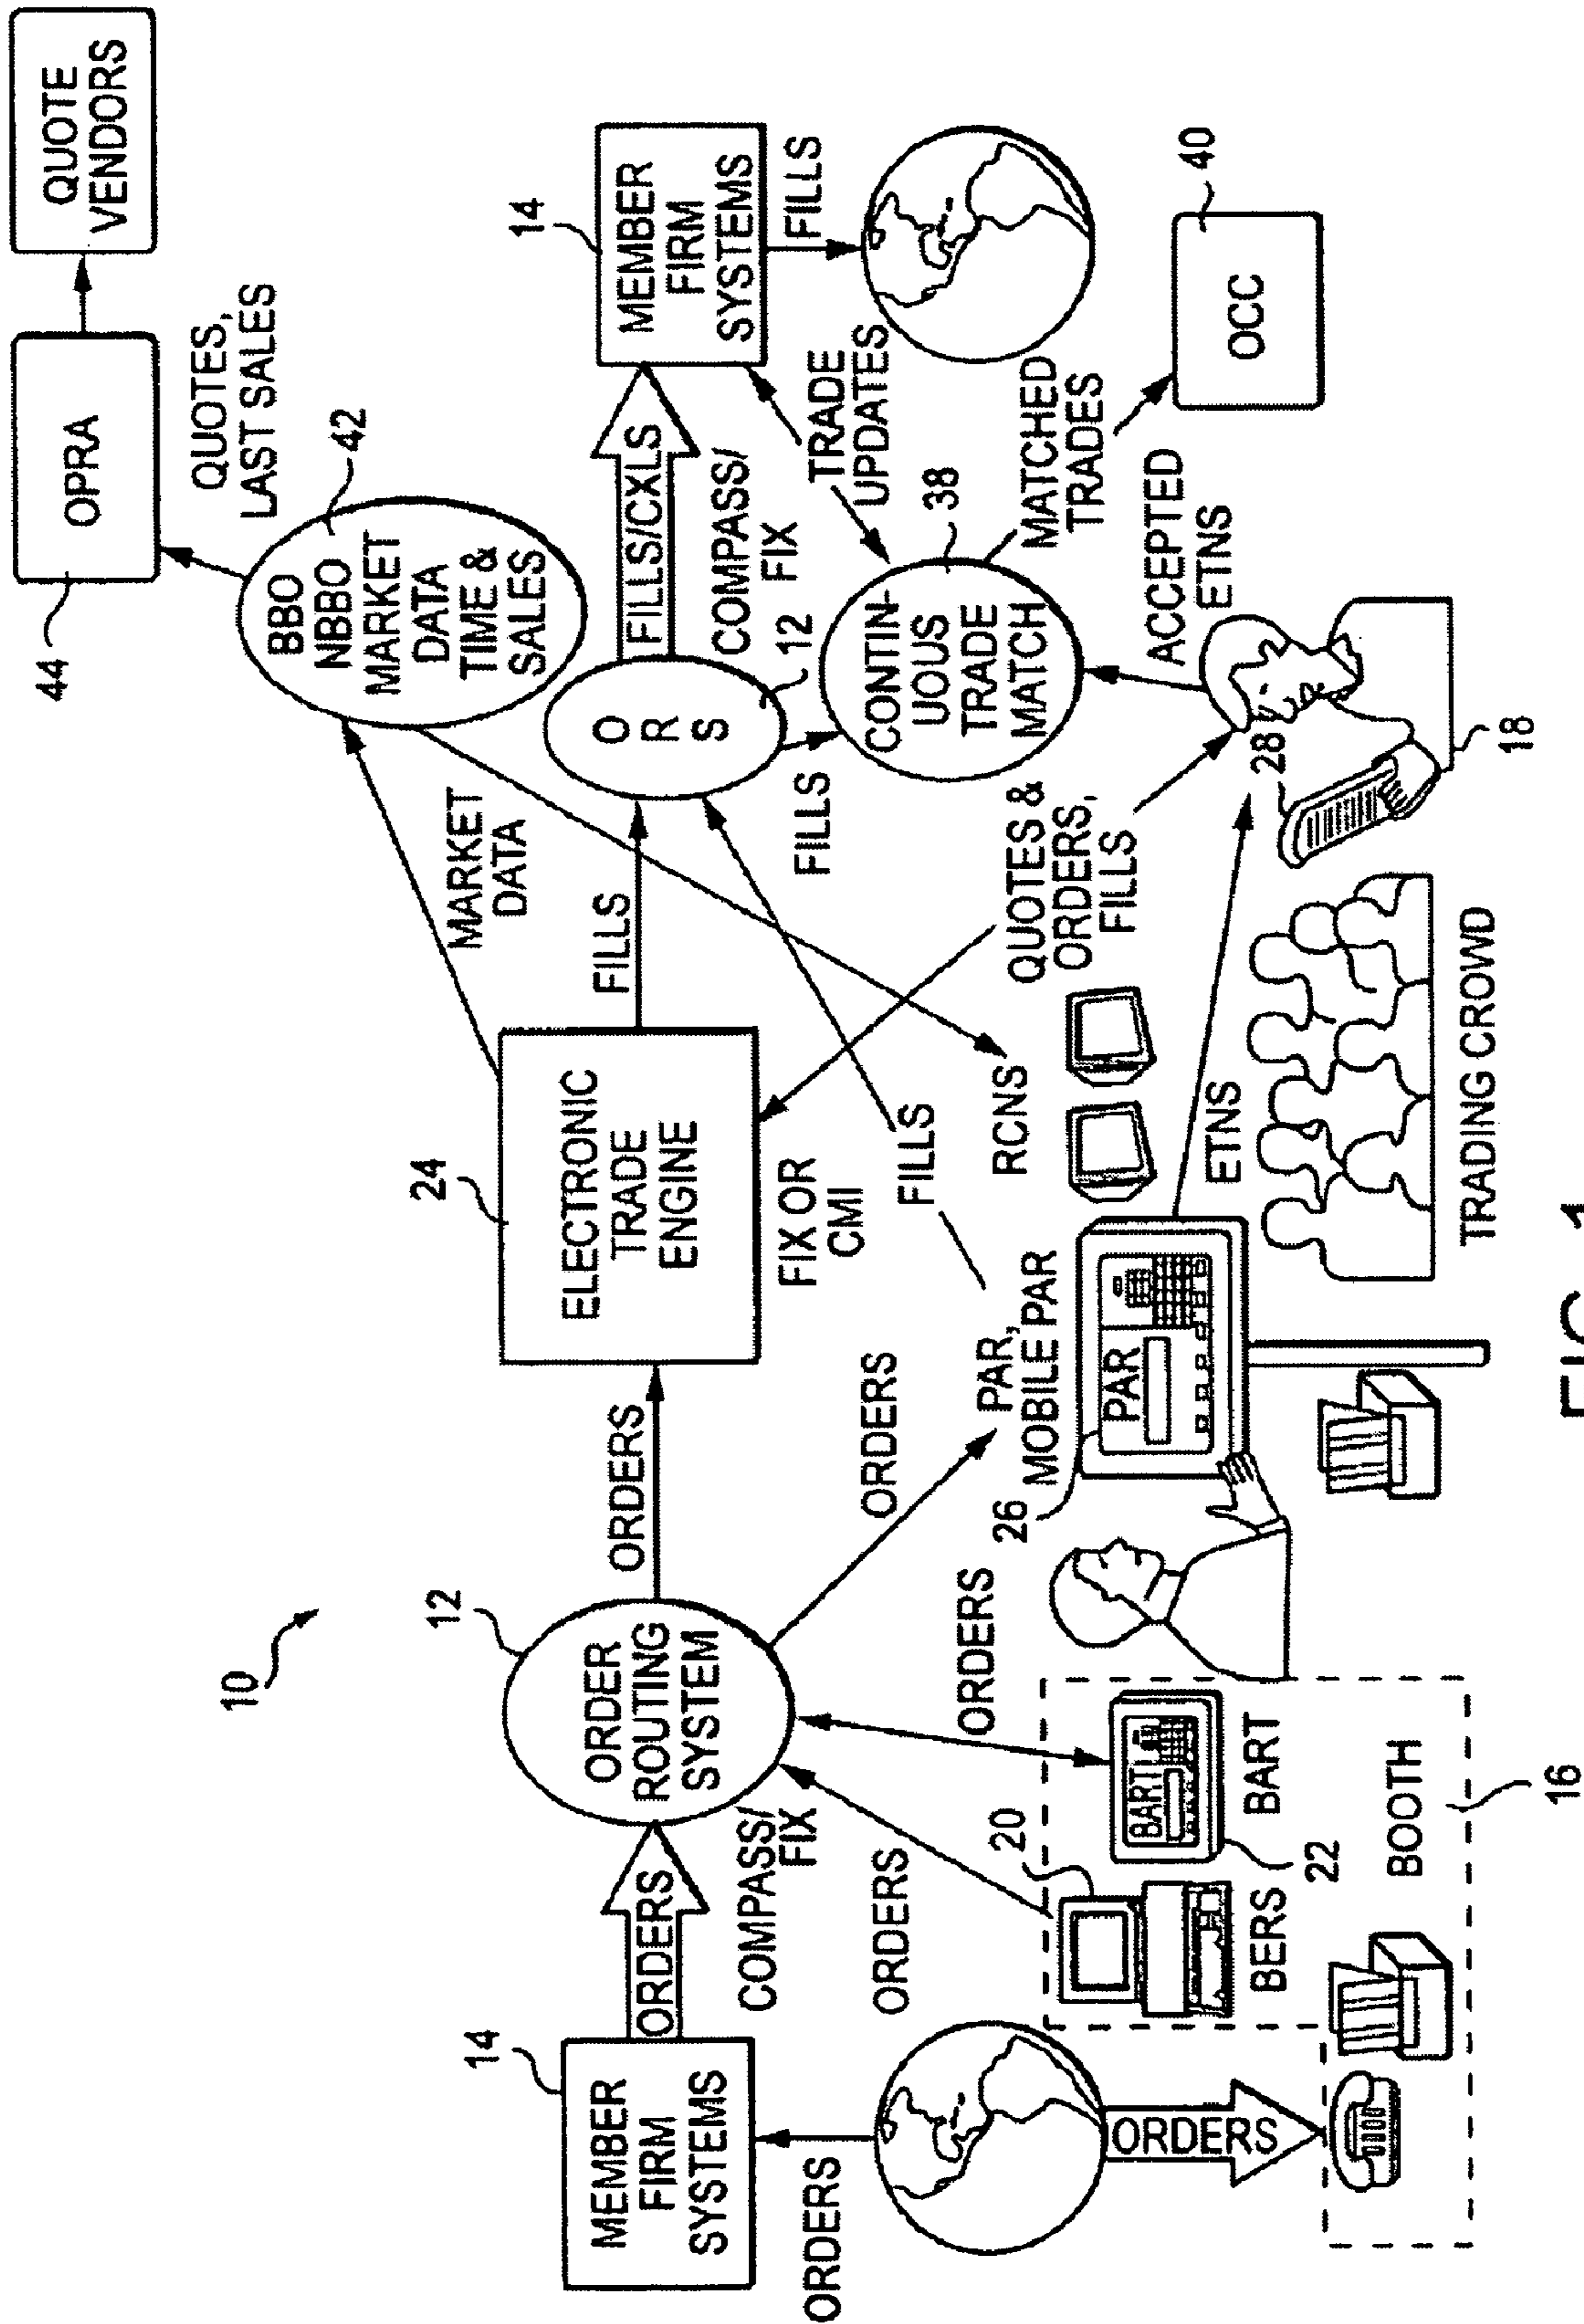 10
14
MEMBER
FIRM
SYSTEMS
ORDERS
COMPASS/
FIX
12
ORDER
ROUTING
SYSTEM
ORDERS
24
ELECTRONIC
TRADE
ENGINE
MARKET
DATA
FILLS
O
R
S
12
FILLS/CXLS
COMPASS/
FIX
14
MEMBER
FIRM
SYSTEMS
FILLS
BBO
NBBO
MARKET
DATA
TIME &
SALES
42
QUOTES,
LAST SALES
44
OPRA
QUOTE
VENDORS
ORDERS
ORDERS
ORDERS
ORDERS
ORDERS
FIX OR
CMI
FILLS
FILLS
QUOTES &
ORDERS,
FILLS
CONTIN-
UOUS
TRADE
MATCH
38
TRADE
UPDATES
MATCHED
TRADES
OCC
40
ACCEPTED
ETNS
20
BERS
BART
BART
22
BOOTH
16
PAR,
MOBILE PAR
26
PAR
RCNS
ETNS
TRADING CROWD
28
18
FIG. 1